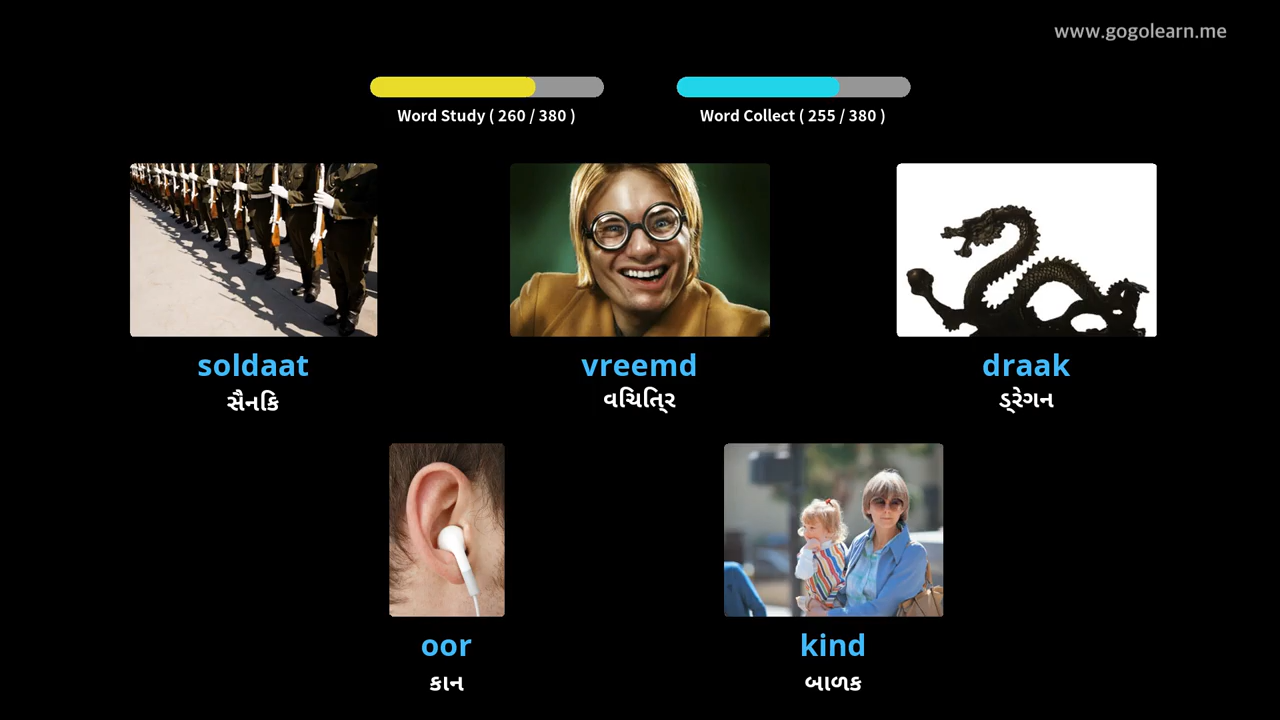 www.gogolearn.me
Word Study ( 260 / 380 )
Word Collect ( 255 / 380 )
soldaat
સૈનિક
vreemd
વિચિત્ર
draak
ડ્રેગન
oor
કાન
kind
બાળક